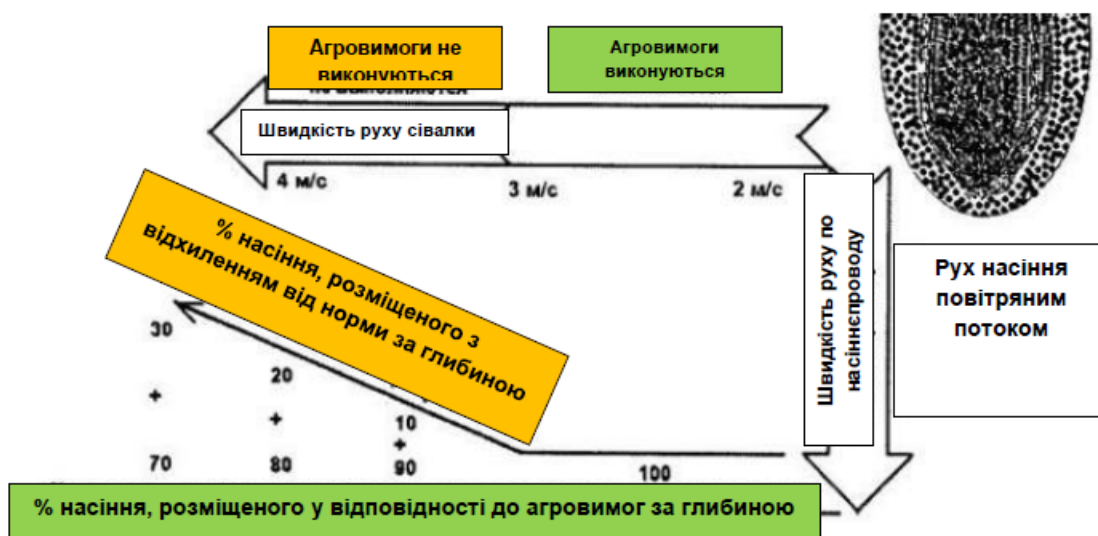 Агровимоги не
виконуються
Агровимоги
виконуються
Швидкість руху сівалки
4 м/с
3 м/с
2 м/с
% насіння, розміщеного з
відхиленням від норми за глибиною
Швидкість руху по
насіннєпроводу
Рух насіння
повітряним
потоком
30
20
10
+
+
+
70
80
90
100
% насіння, розміщеного у відповідності до агровимог за глибиною